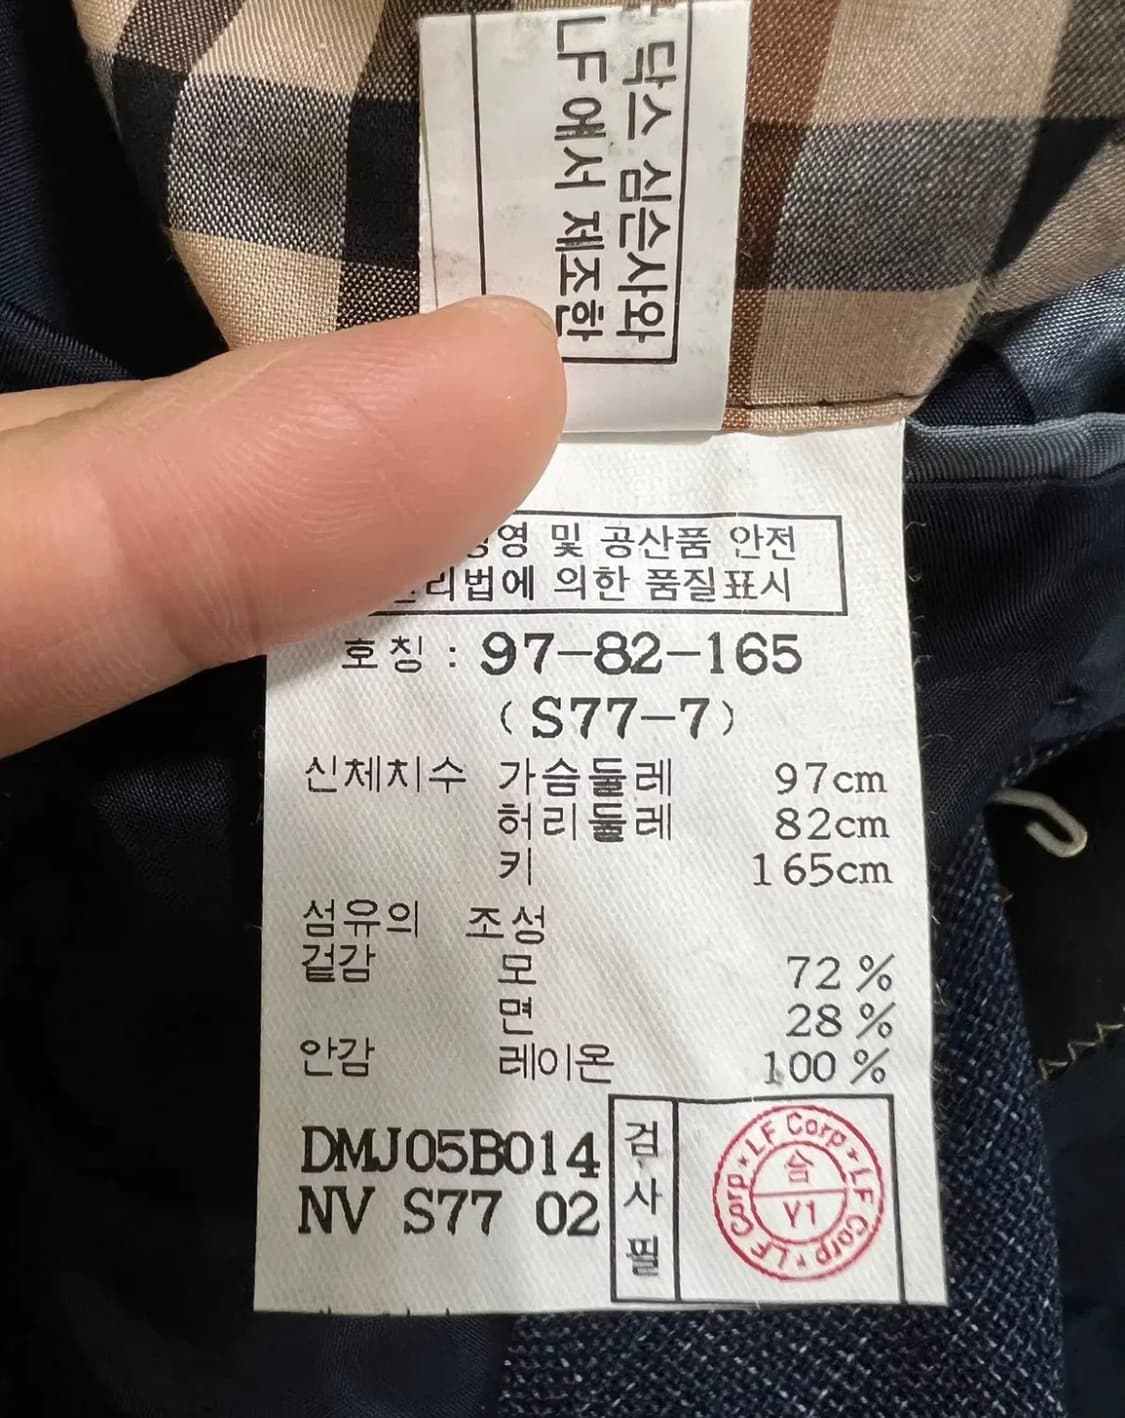 닥스 심슨사와
LF에서 제조한
및 공산품 안전
의한 품질표시
호칭 : 97-82-165
(S77-7)
신체치수 가슴둘레 97cm
허리둘레 82cm
키 165cm
섬유의 조성
겉감 모 72 %
면 28 %
안감 레이온 100 %
DMJ05B014
NV S77 02
검사필
LF Corp • LF Corp • LF Corp • LF Corp
合
Y1